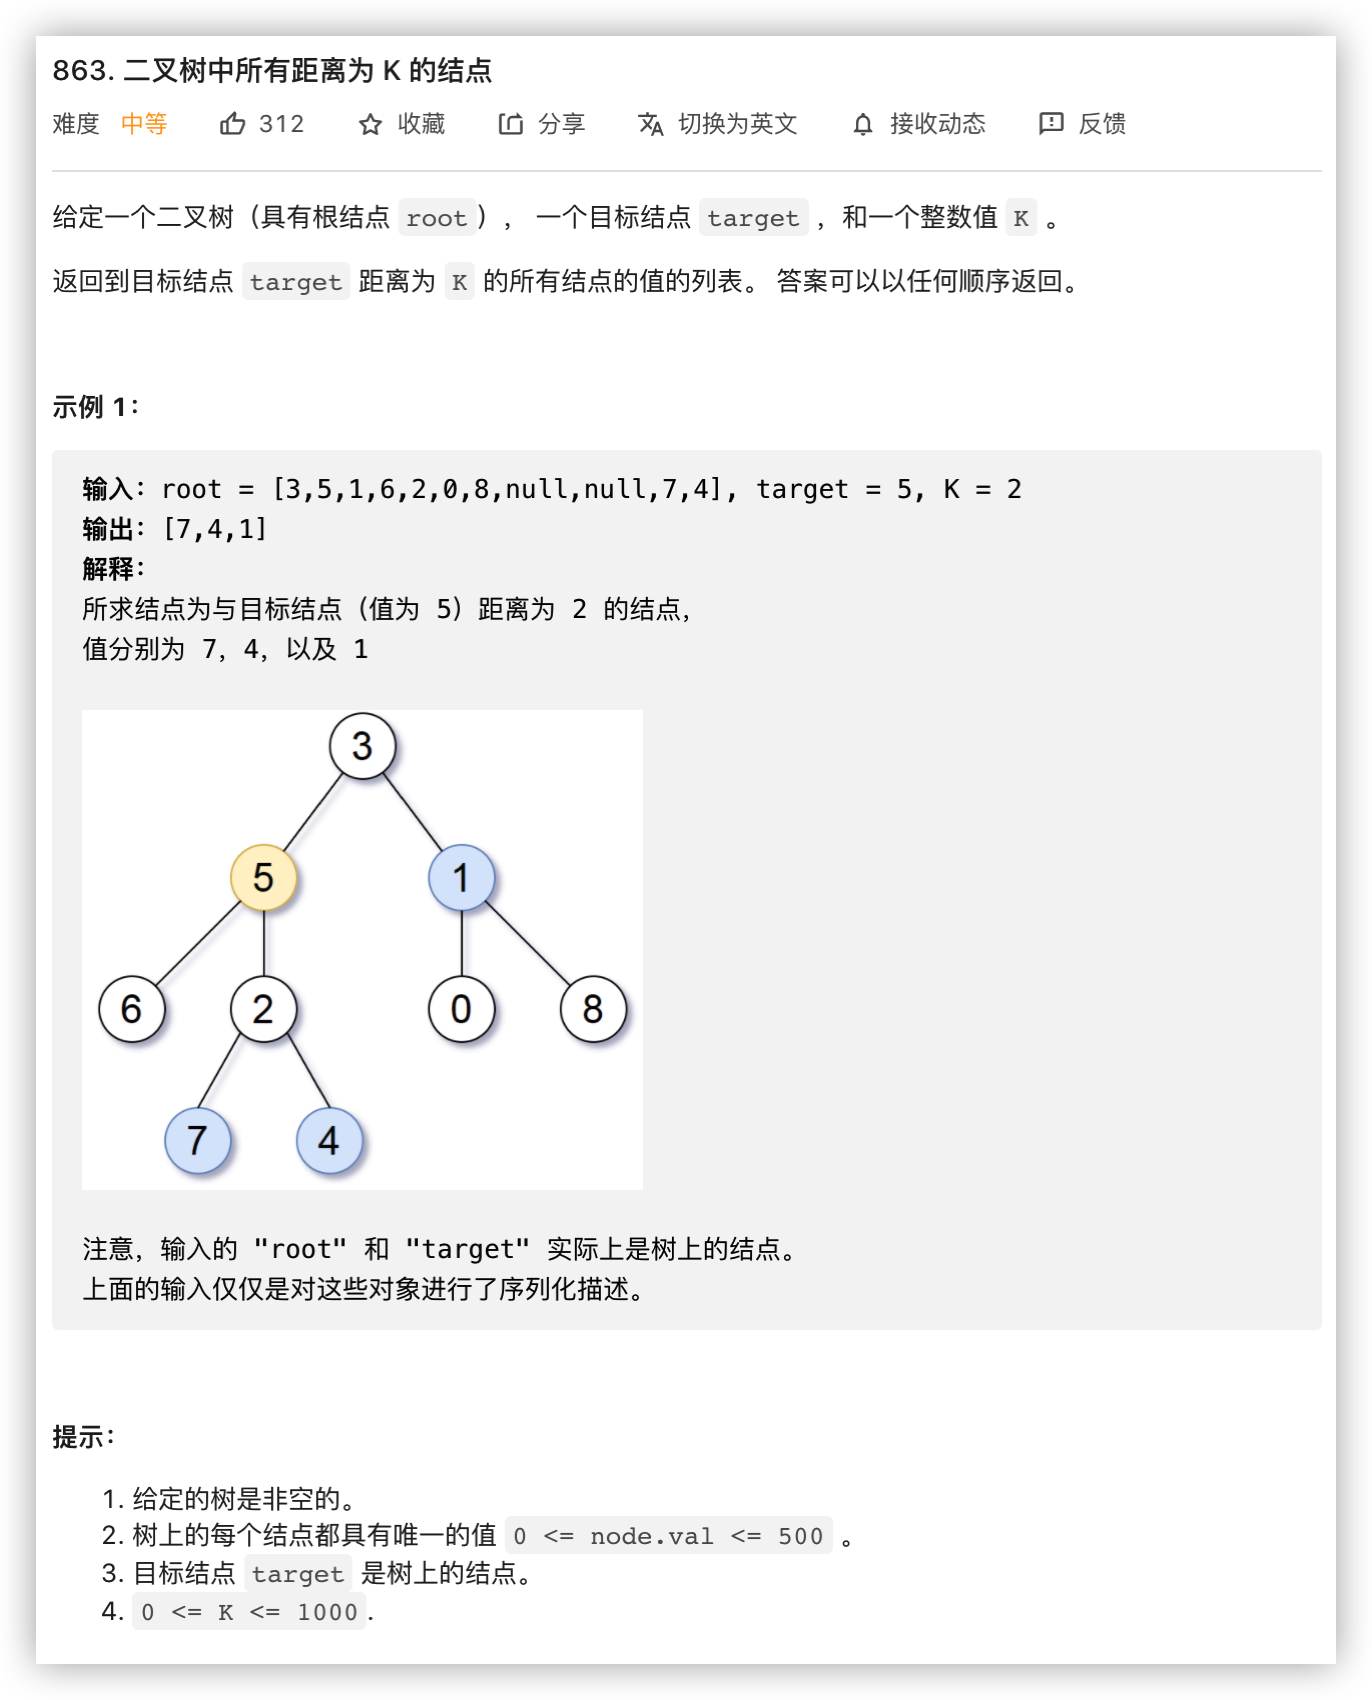 863. 二叉树中所有距离为 K 的结点
难度 中等 312 收藏 分享 切换为英文 接收动态 反馈
给定一个二叉树（具有根结点 root）， 一个目标结点 target ，和一个整数值 K 。
返回到目标结点 target 距离为 K 的所有结点的值的列表。 答案可以以任何顺序返回。
示例 1：
输入：root = [3,5,1,6,2,0,8,null,null,7,4], target = 5, K = 2
输出：[7,4,1]
解释：
所求结点为与目标结点（值为 5）距离为 2 的结点，
值分别为 7，4，以及 1
3
5 1
6 2 0 8
7 4
注意，输入的 "root" 和 "target" 实际上是树上的结点。
上面的输入仅仅是对这些对象进行了序列化描述。
提示：
1. 给定的树是非空的。
2. 树上的每个结点都具有唯一的值 0 <= node.val <= 500 。
3. 目标结点 target 是树上的结点。
4. 0 <= K <= 1000.